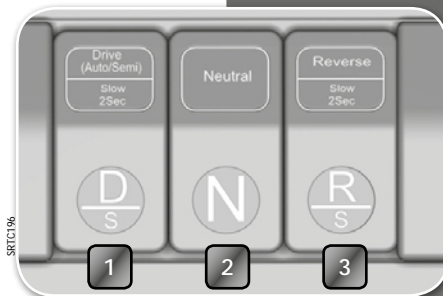 Drive
(Auto/Semi)
Slow
2Sec
Neutral
Reverse
Slow
2Sec
D
S
N
R
S
1
2
3
SRTC196